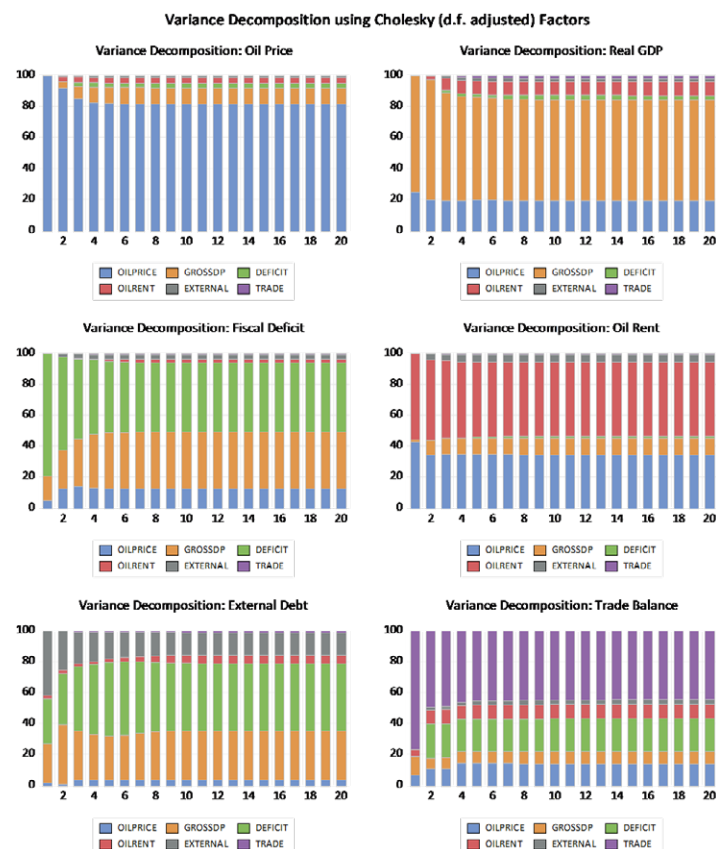 Variance Decomposition using Cholesky (d.f. adjusted) Factors
Variance Decomposition: Oil Price
100
80
60
40
20
0
2 4 6 8 10 12 14 16 18 20
OILPRICE GROSSDP DEFICIT
OILRENT EXTERNAL TRADE
Variance Decomposition: Real GDP
100
80
60
40
20
0
2 4 6 8 10 12 14 16 18 20
OILPRICE GROSSDP DEFICIT
OILRENT EXTERNAL TRADE
Variance Decomposition: Fiscal Deficit
100
80
60
40
20
0
2 4 6 8 10 12 14 16 18 20
OILPRICE GROSSDP DEFICIT
OILRENT EXTERNAL TRADE
Variance Decomposition: Oil Rent
100
80
60
40
20
0
2 4 6 8 10 12 14 16 18 20
OILPRICE GROSSDP DEFICIT
OILRENT EXTERNAL TRADE
Variance Decomposition: External Debt
100
80
60
40
20
0
2 4 6 8 10 12 14 16 18 20
OILPRICE GROSSDP DEFICIT
OILRENT EXTERNAL TRADE
Variance Decomposition: Trade Balance
100
80
60
40
20
0
2 4 6 8 10 12 14 16 18 20
OILPRICE GROSSDP DEFICIT
OILRENT EXTERNAL TRADE